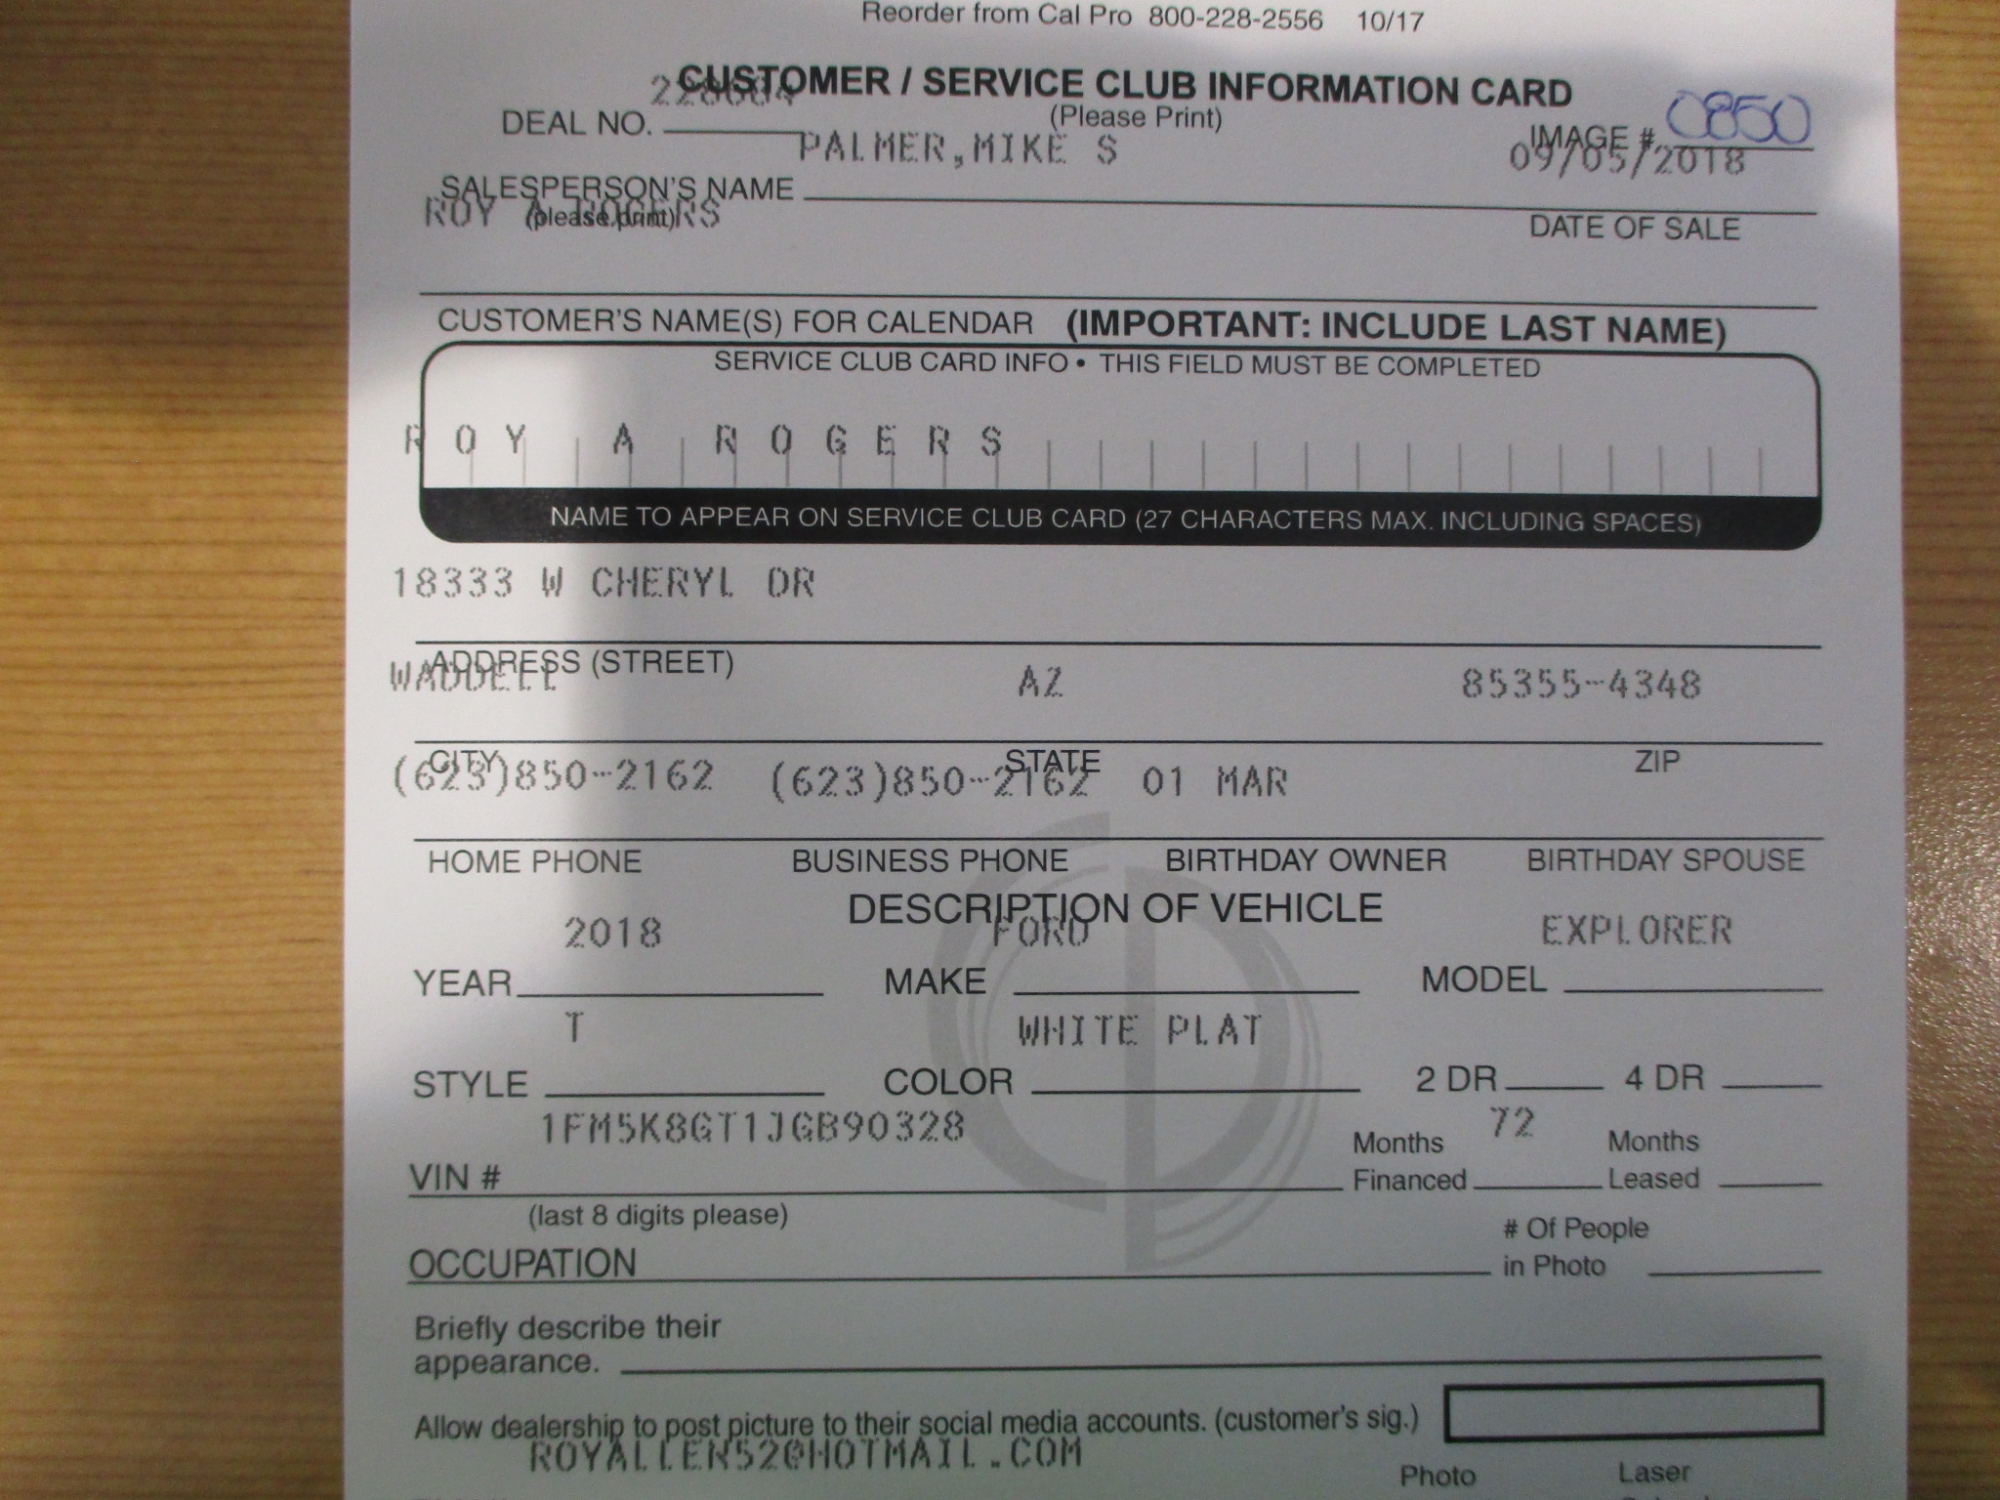 Reorder from Cal Pro 800-228-2556 10/17
CUSTOMER / SERVICE CLUB INFORMATION CARD
(Please Print)
DEAL NO.
IMAGE # 0850
PALMER,MIKE S
09/05/2018
SALESPERSON'S NAME
(please print)
ROY A ROGERS
DATE OF SALE
CUSTOMER'S NAME(S) FOR CALENDAR (IMPORTANT: INCLUDE LAST NAME)
SERVICE CLUB CARD INFO • THIS FIELD MUST BE COMPLETED
ROY A ROGERS
NAME TO APPEAR ON SERVICE CLUB CARD (27 CHARACTERS MAX. INCLUDING SPACES)
18333 W CHERYL DR
ADDRESS (STREET)
WADDELL AZ 85355-4348
CITY STATE ZIP
(623)850-2162 (623)850-2162 01 MAR
HOME PHONE BUSINESS PHONE BIRTHDAY OWNER BIRTHDAY SPOUSE
DESCRIPTION OF VEHICLE
2018 FORD EXPLORER
YEAR MAKE MODEL
T WHITE PLAT
STYLE COLOR 2 DR 4 DR
1FM5K8GT1JGB90328 72
Months Months
VIN # Financed Leased
(last 8 digits please)
# Of People
OCCUPATION in Photo
Briefly describe their
appearance.
Allow dealership to post picture to their social media accounts. (customer's sig.)
ROYALLEN52@HOTMAIL.COM
Photo Laser